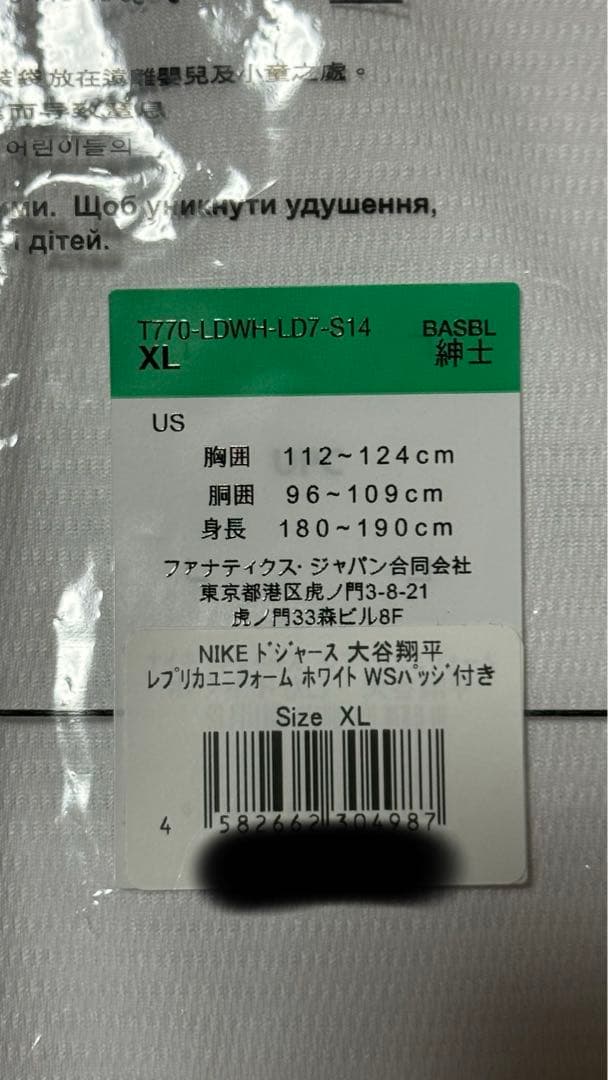 裝袋放在遠離嬰兒及小童之處。
而导致窒息
어린이들의
ми. Щоб уникнути удушення,
і дітей.
T770-LDWH-LD7-S14 BASBL
XL 紳士
US
胸囲 112~124cm
胴囲 96~109cm
身長 180~190cm
ファナティクス・ジャパン合同会社
東京都港区虎ノ門3-8-21
虎ノ門33森ビル8F
NIKE ドジャース 大谷翔平
レプリカユニフォーム ホワイト WSパッジ付き
Size XL
4 582662 304987